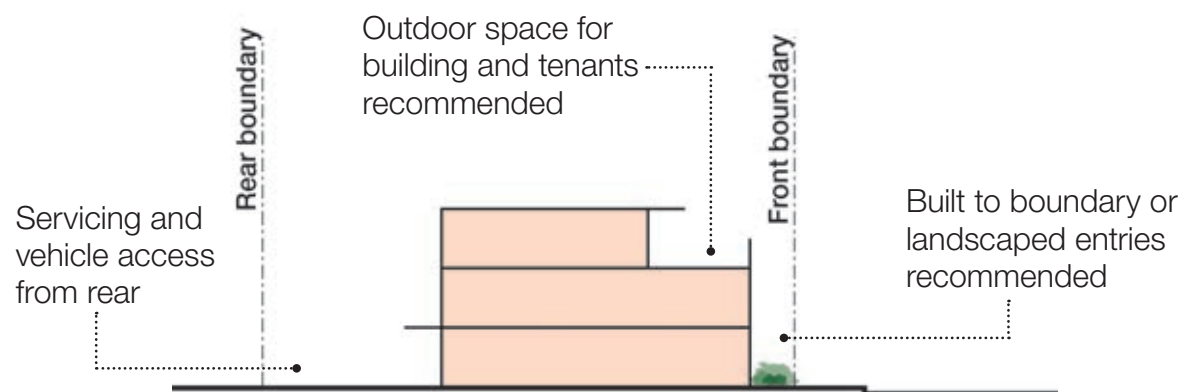 Outdoor space for
building and tenants
recommended
Rear boundary
Front boundary
Servicing and
vehicle access
from rear
Built to boundary or
landscaped entries
recommended